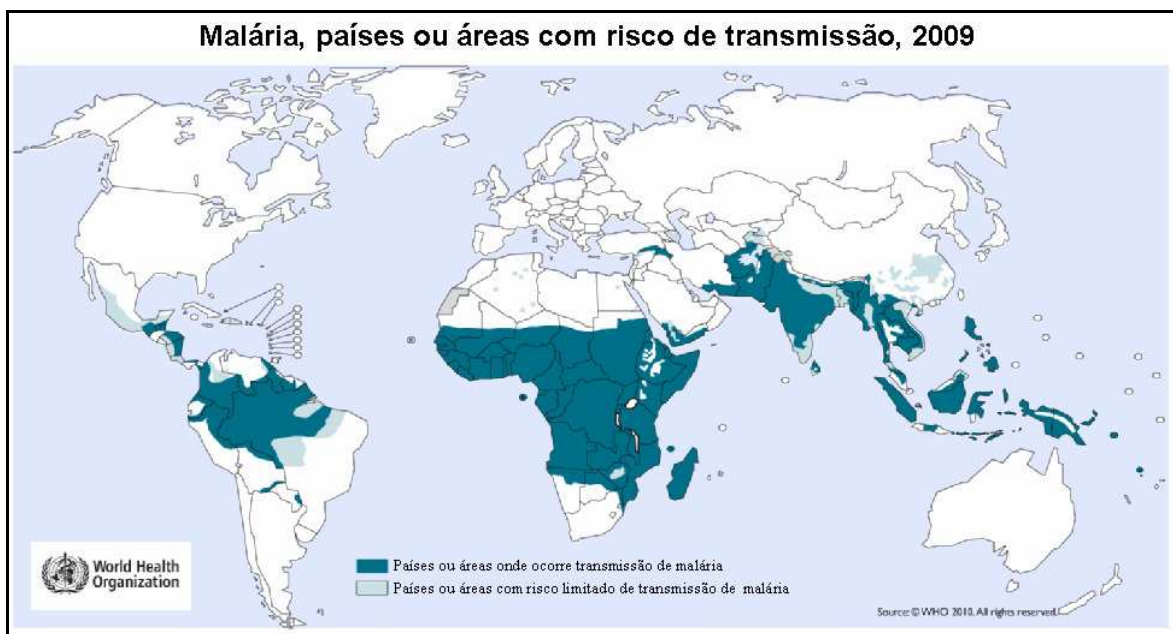 Malária, países ou áreas com risco de transmissão, 2009
World Health
Organization
Países ou áreas onde ocorre transmissão de malária
Países ou áreas com risco limitado de transmissão de malária
Source: © WHO 2010. All rights reserved.